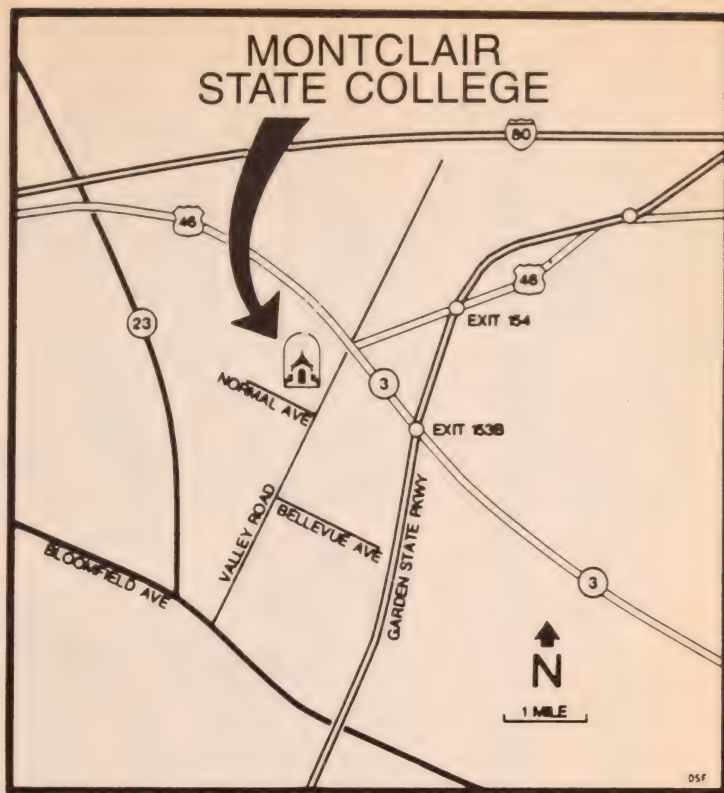 MONTCLAIR
STATE COLLEGE
80
46
46
23
EXIT 154
NORMAL AVE
3
EXIT 153B
VALLEY ROAD
BELLEVUE AVE
GARDEN STATE PKWY
BLOOMFIELD AVE
3
N
1 MILE
DSF